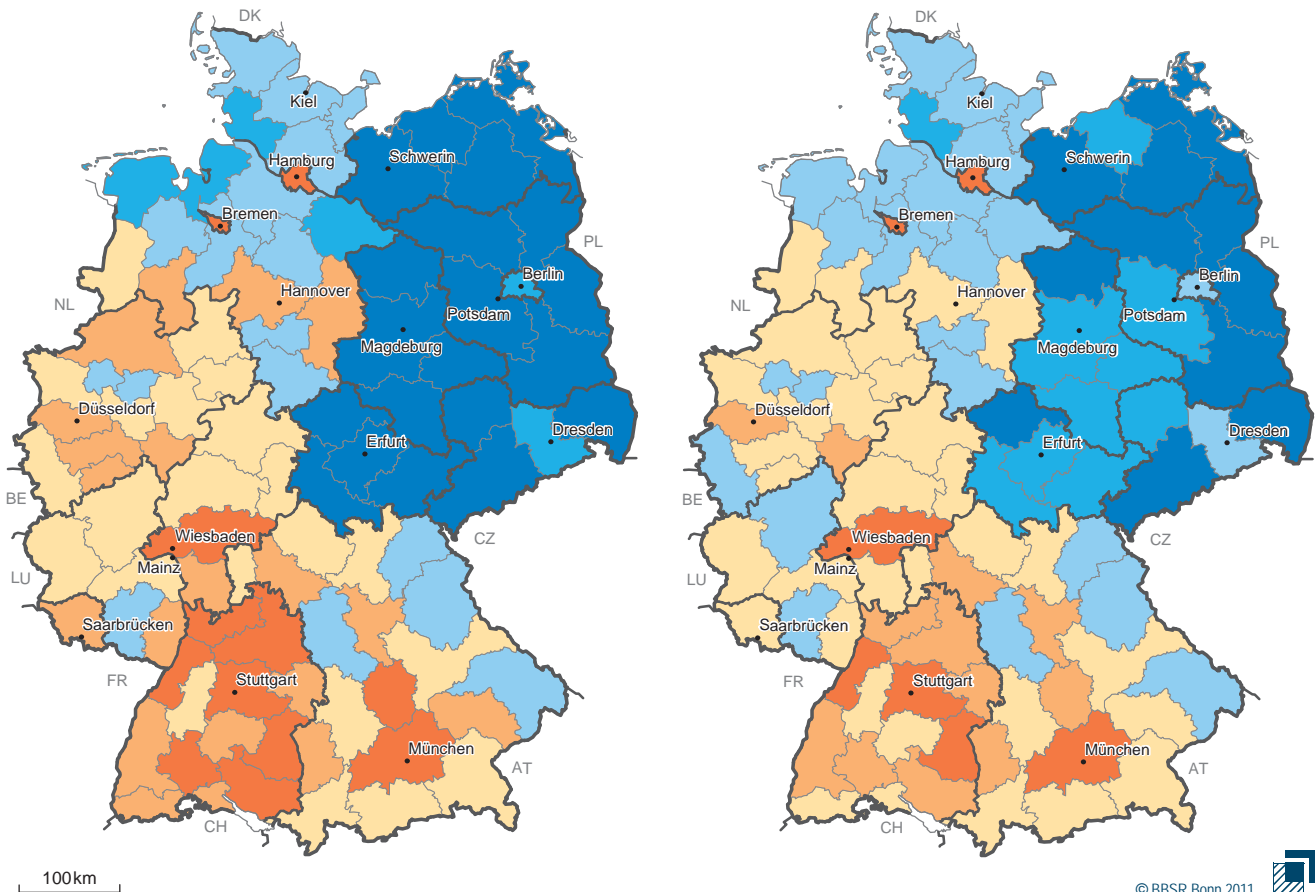 DK
Kiel
Hamburg
Schwerin
Bremen
PL
Berlin
NL
Hannover
Potsdam
Magdeburg
Düsseldorf
Dresden
Erfurt
BE
Wiesbaden
CZ
Mainz
LU
Saarbrücken
FR
Stuttgart
München
AT
CH
100km
DK
Kiel
Hamburg
Schwerin
Bremen
PL
Berlin
NL
Hannover
Potsdam
Magdeburg
Düsseldorf
Dresden
Erfurt
BE
Wiesbaden
CZ
Mainz
LU
Saarbrücken
FR
Stuttgart
München
AT
CH
© BBSR Bonn 2011